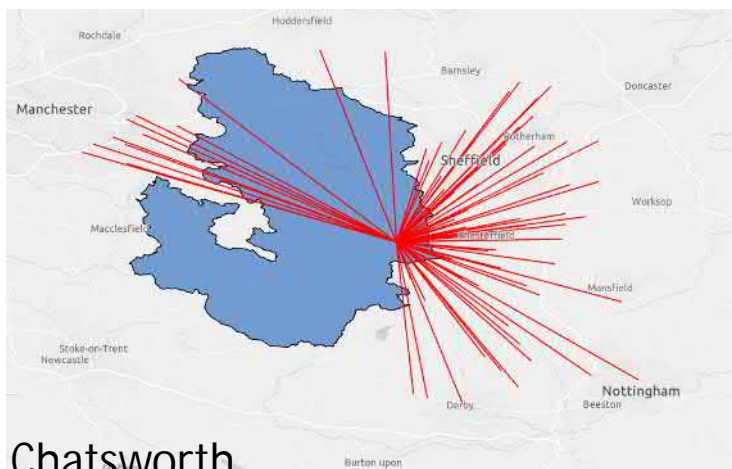 Huddersfield
Rochdale
Barnsley
Doncaster
Manchester
Rotherham
Sheffield
Worksop
Macclesfield
Chesterfield
Mansfield
Stoke-on-Trent
Newcastle
Nottingham
Derby
Beeston
Chatsworth
Burton upon